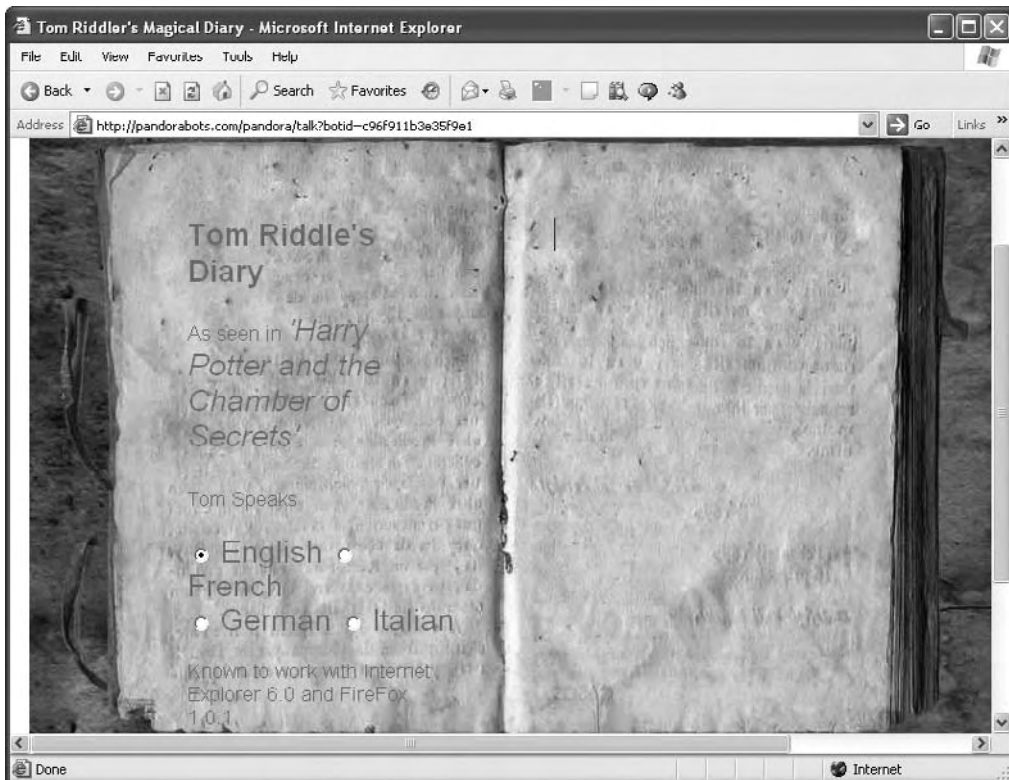 Tom Riddler's Magical Diary - Microsoft Internet Explorer
File Edit View Favorites Tools Help
Back Search Favorites
Address http://pandorabots.com/pandora/talk?botid=c96f911b3e35f9e1 Go Links »
Tom Riddle's
Diary
As seen in 'Harry
Potter and the
Chamber of
Secrets'.
Tom Speaks
English
French
German Italian
Known to work with Internet
Explorer 6.0 and FireFox
1.0.1
Done Internet